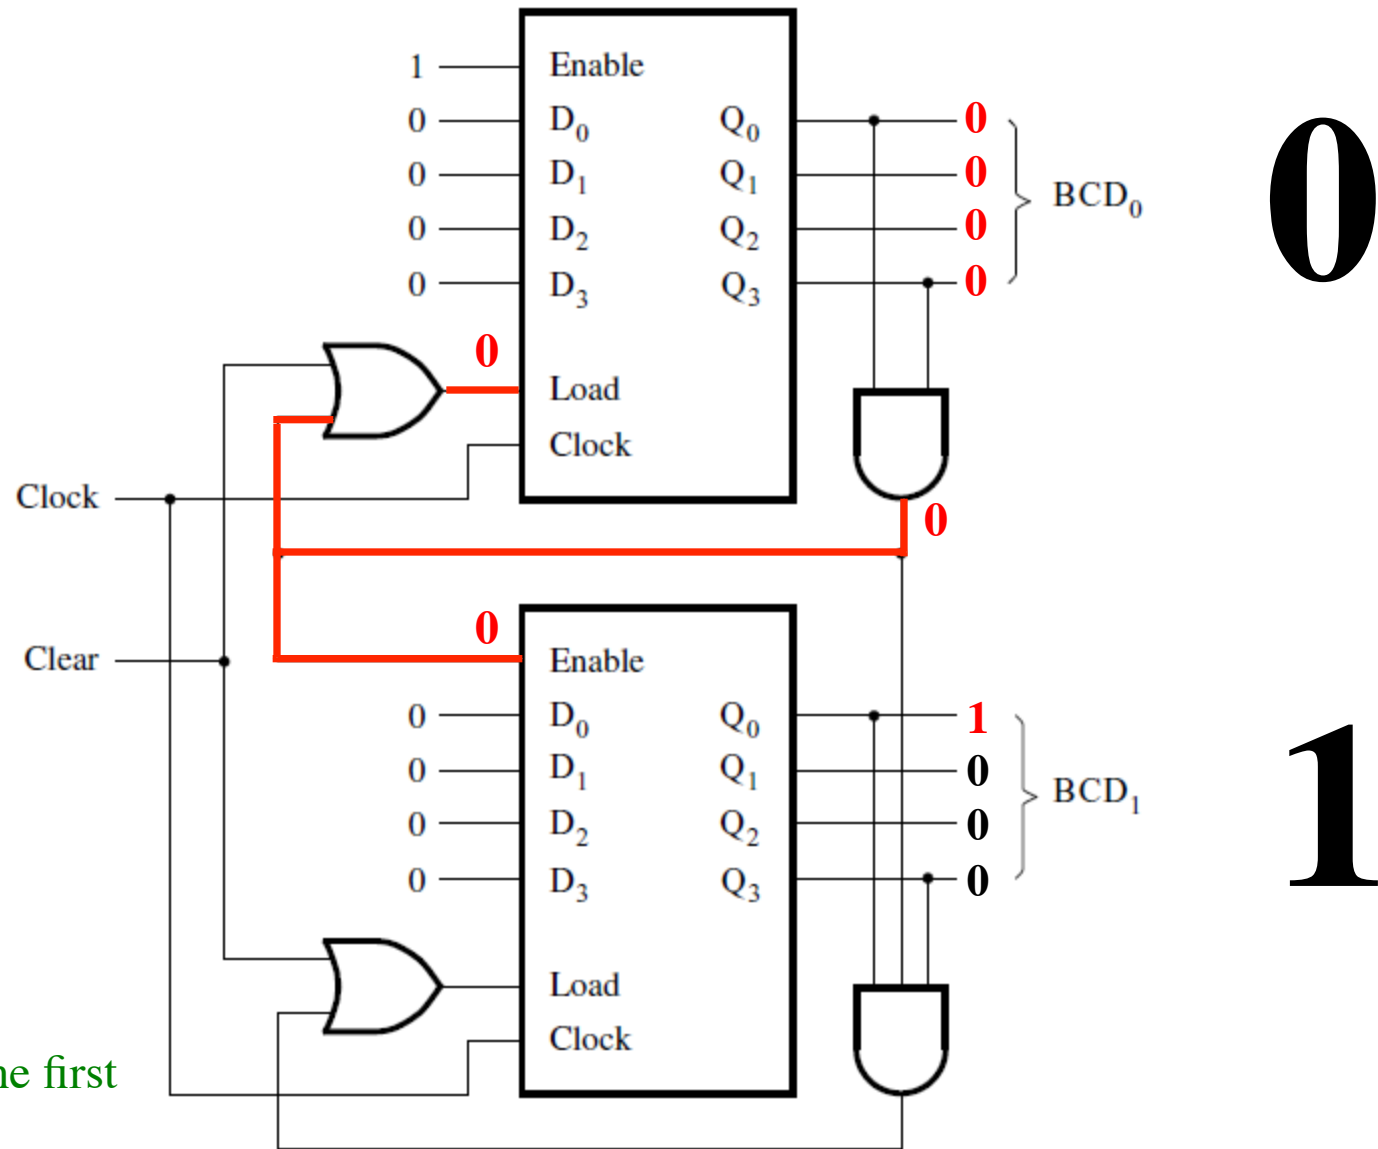 1 Enable
0 D0 Q0 0
0 D1 Q1 0
0 D2 Q2 0
0 D3 Q3 0
BCD0
0
0
Load
Clock
Clock
0
0
Clear
Enable
0 D0 Q0 1
0 D1 Q1 0
0 D2 Q2 0
0 D3 Q3 0
BCD1
1
Load
Clock
ne first